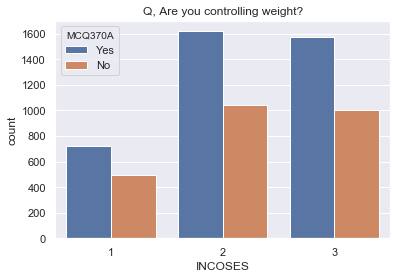 Q, Are you controlling weight?
MCQ370A
Yes
No
1600
1400
1200
1000
800
600
400
200
0
count
1 2 3
INCOSES